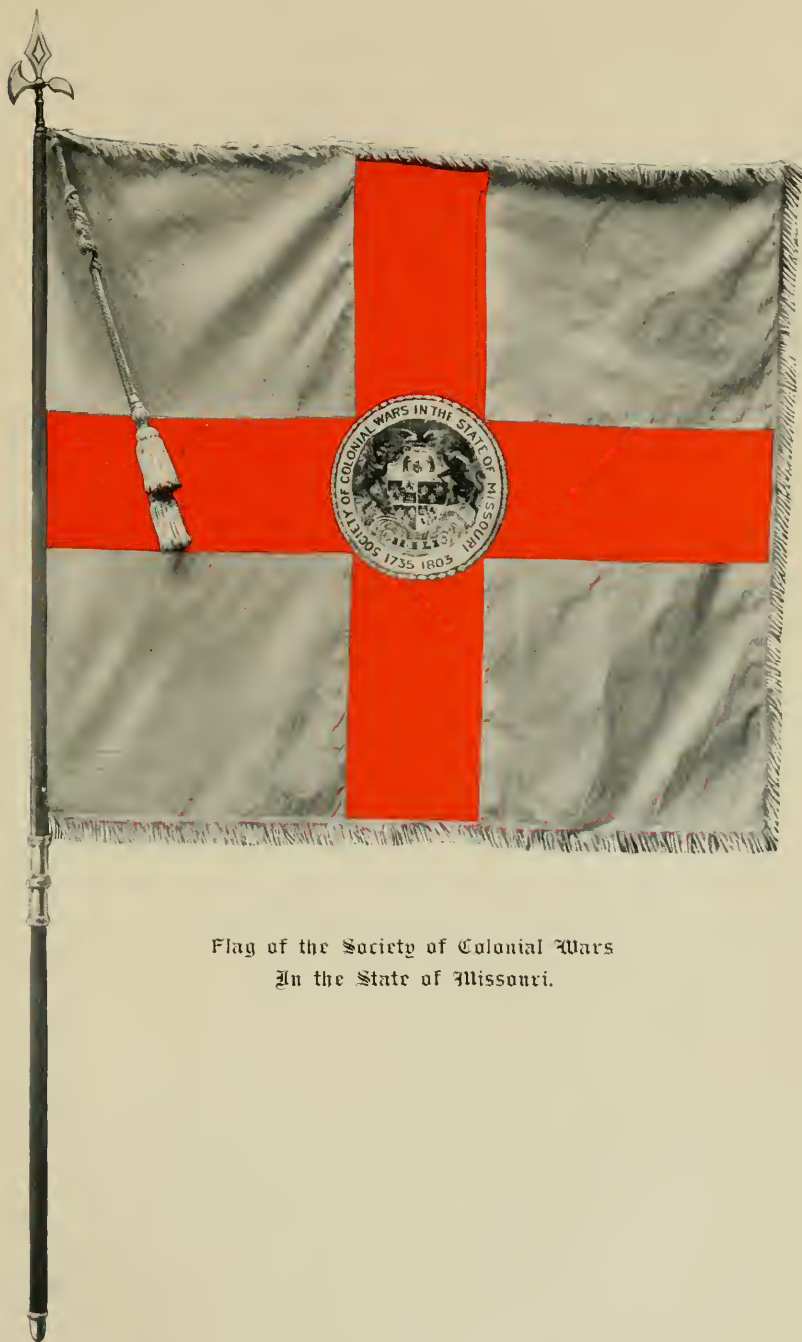 SOCIETY OF COLONIAL WARS IN THE STATE OF MISSOURI
1735 1803
Flag of the Society of Colonial Wars
In the State of Missouri.